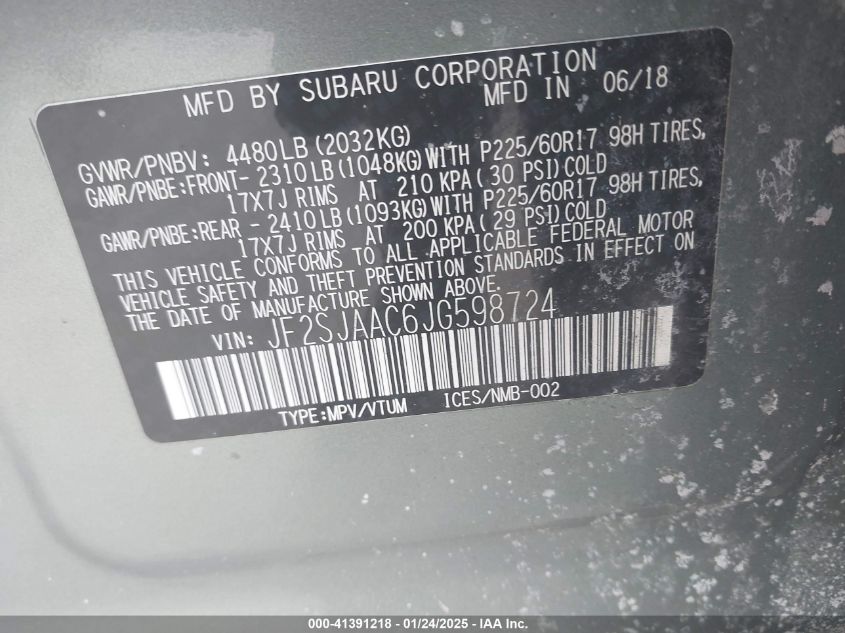 MFD BY SUBARU CORPORATION
MFD IN 06/18
GVWR/PNBV: 4480LB(2032KG)
GAWR/PNBE:FRONT- 2310LB(1048KG)WITH P225/60R17 98H TIRES,
17X7J RIMS AT 210 KPA( 30 PSI)COLD
GAWR/PNBE:REAR - 2410LB(1093KG)WITH P225/60R17 98H TIRES,
17X7J RIMS AT 200 KPA( 29 PSI)COLD
THIS VEHICLE CONFORMS TO ALL APPLICABLE FEDERAL MOTOR
VEHICLE SAFETY AND THEFT PREVENTION STANDARDS IN EFFECT ON
THE DATE OF MANUFACTURE SHOWN ABOVE.
VIN: JF2SJAAC6JG598724
TYPE:MPV/VTUM ICES/NMB-002
000-41391218 - 01/24/2025 - IAA Inc.